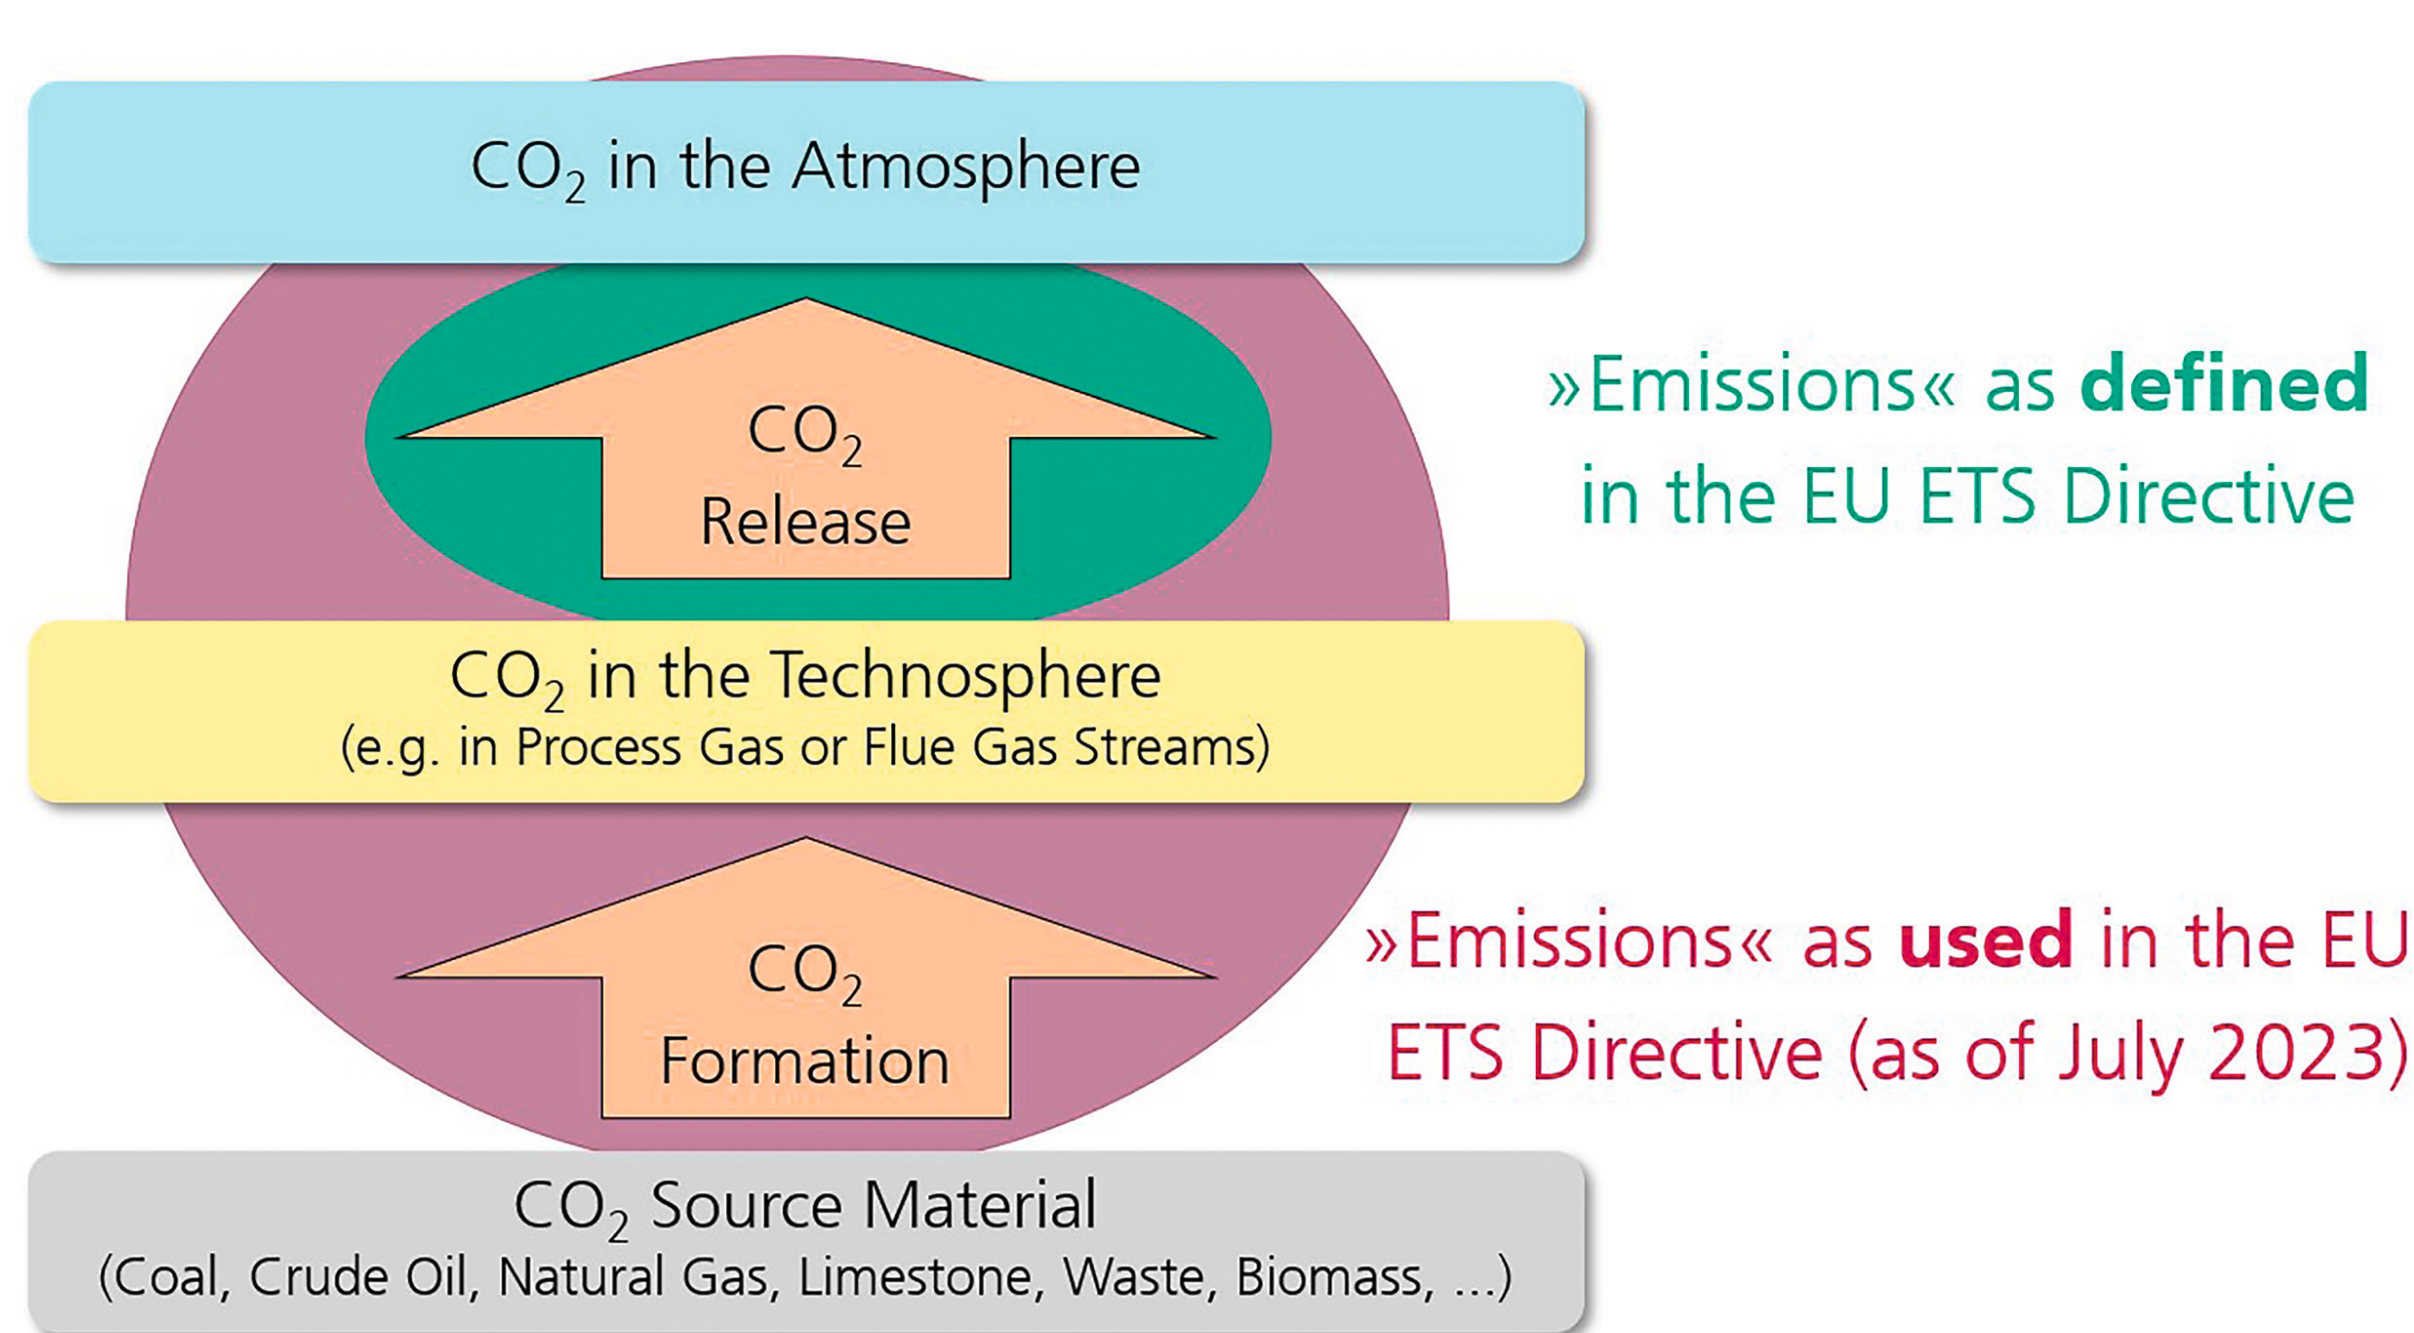 CO₂ in the Atmosphere
CO₂
Release
»Emissions« as defined
in the EU ETS Directive
CO₂ in the Technosphere
(e.g. in Process Gas or Flue Gas Streams)
CO₂
Formation
»Emissions« as used in the EU
ETS Directive (as of July 2023)
CO₂ Source Material
(Coal, Crude Oil, Natural Gas, Limestone, Waste, Biomass, ...)